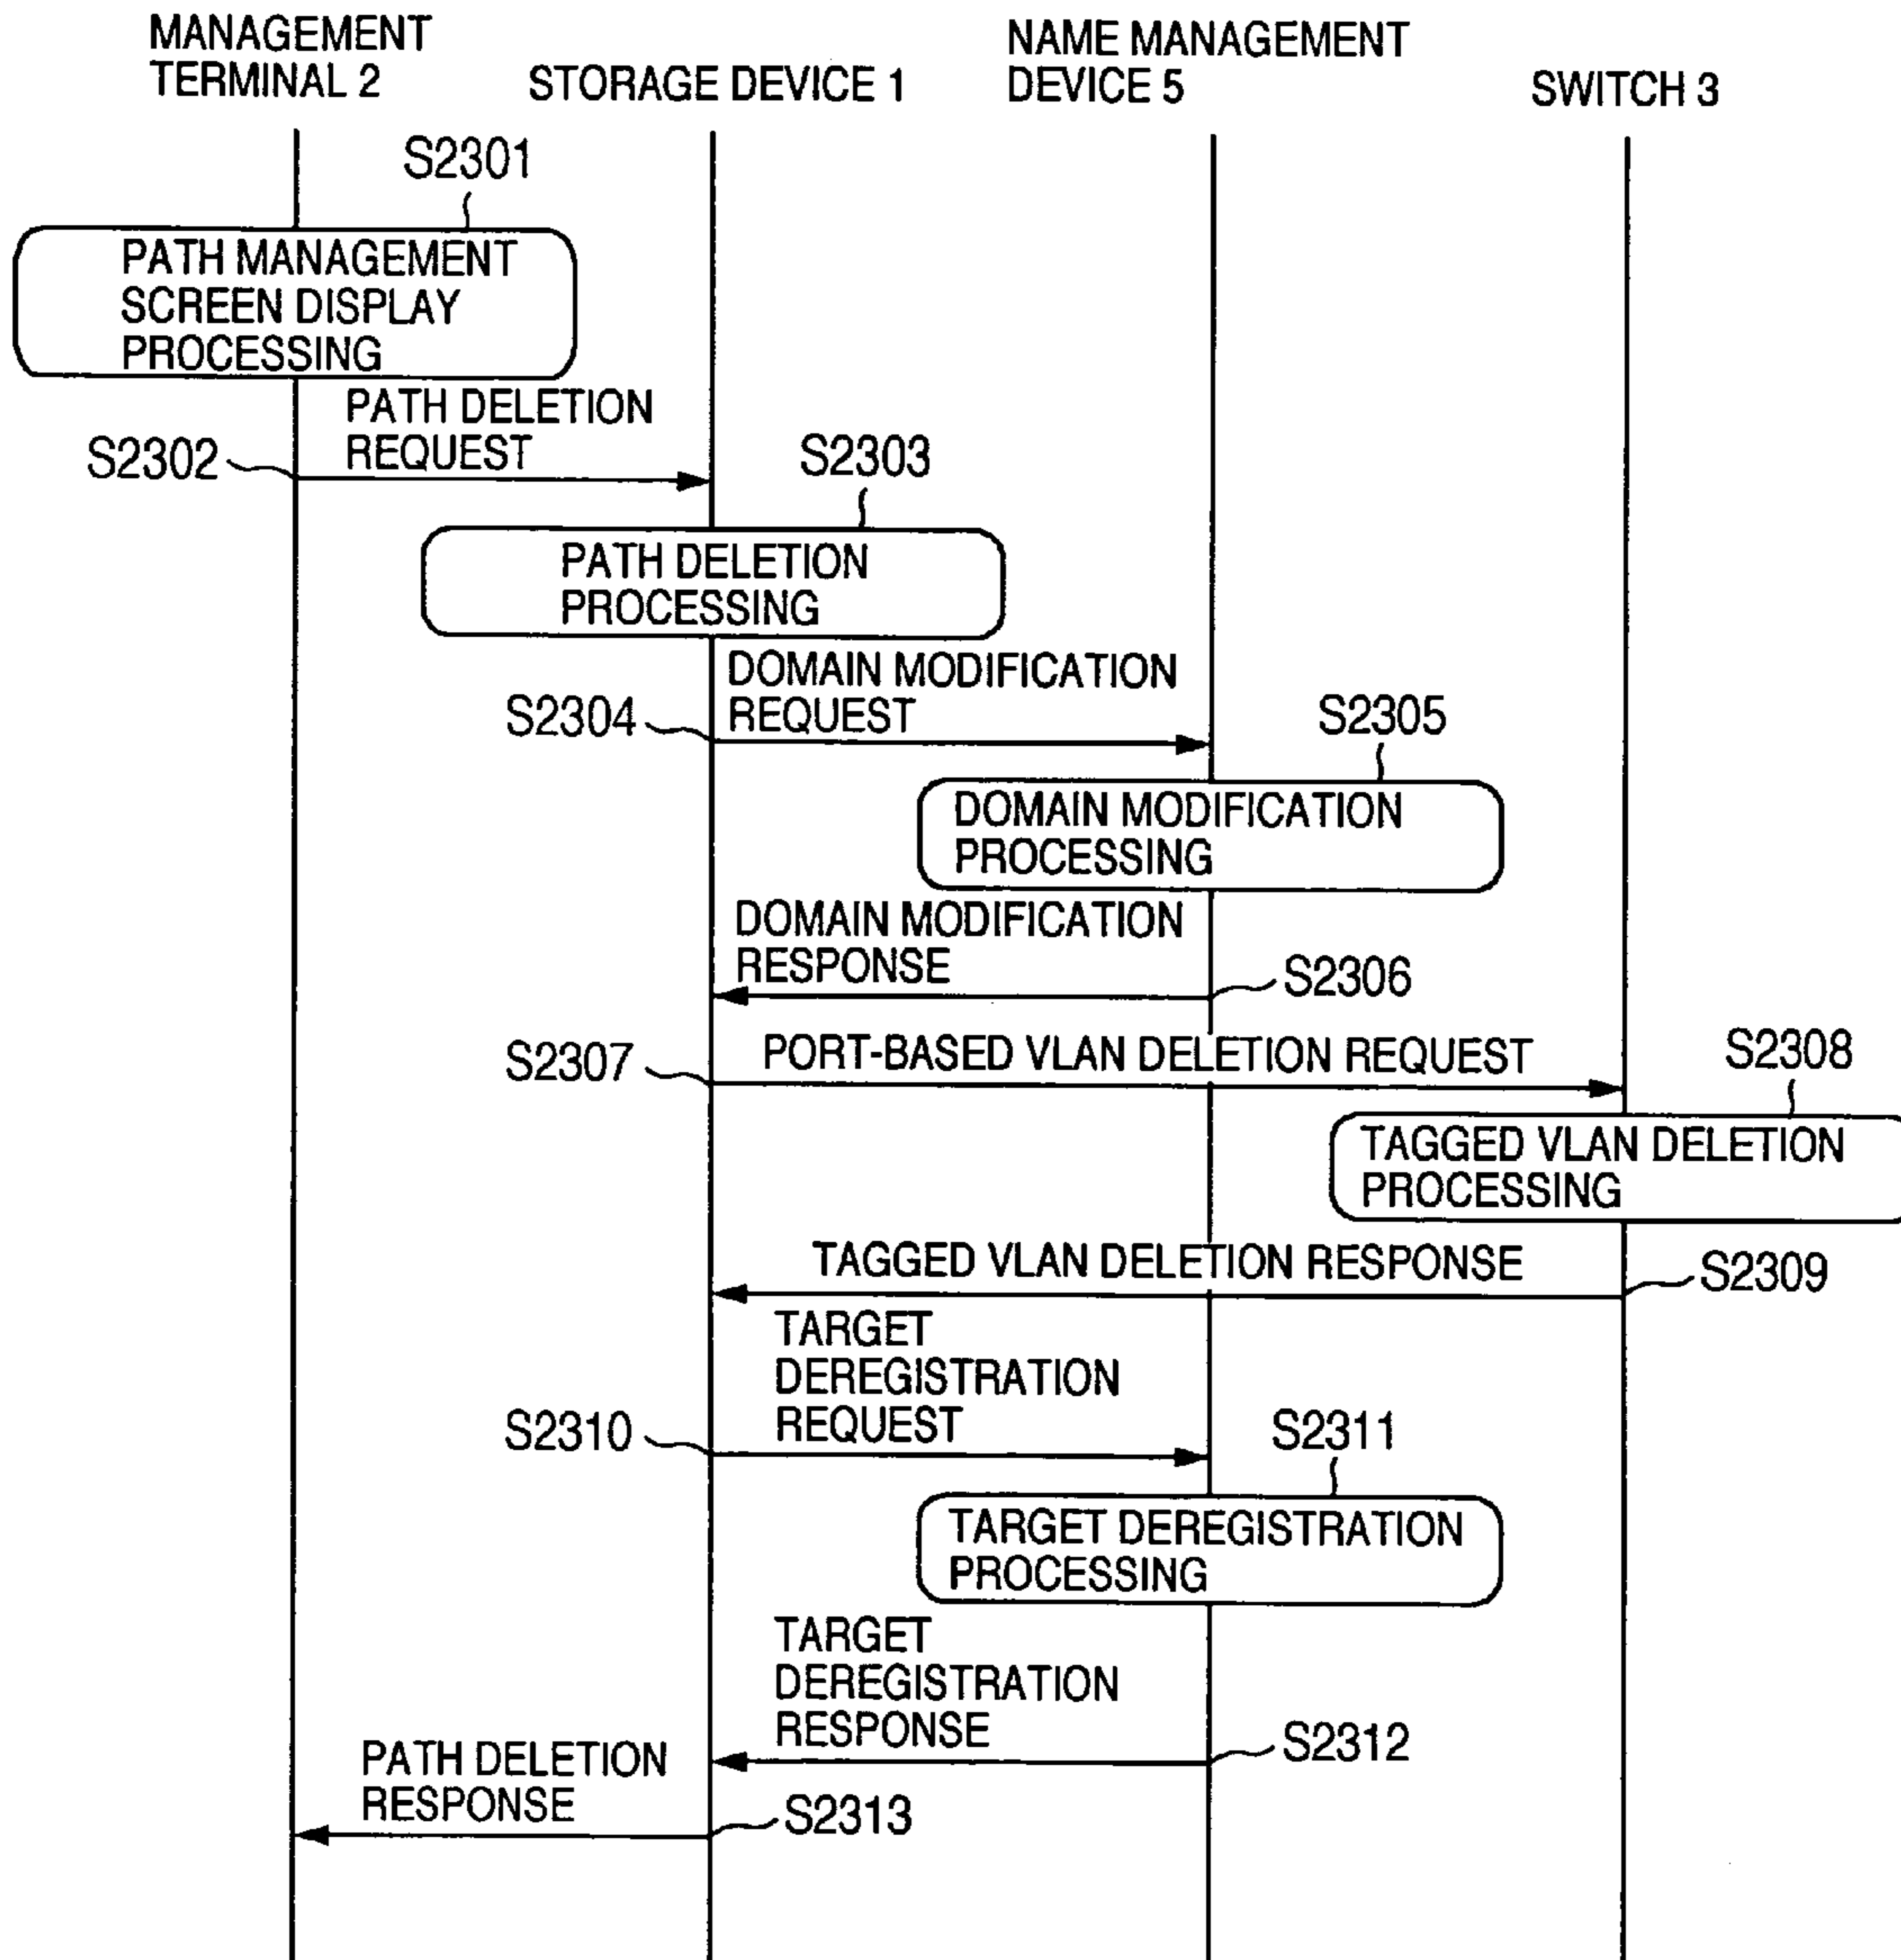 MANAGEMENT
TERMINAL 2
STORAGE DEVICE 1
NAME MANAGEMENT
DEVICE 5
SWITCH 3
S2301
PATH MANAGEMENT
SCREEN DISPLAY
PROCESSING
PATH DELETION
REQUEST
S2302
S2303
PATH DELETION
PROCESSING
DOMAIN MODIFICATION
REQUEST
S2304
S2305
DOMAIN MODIFICATION
PROCESSING
DOMAIN MODIFICATION
RESPONSE
S2306
S2307
PORT-BASED VLAN DELETION REQUEST
S2308
TAGGED VLAN DELETION
PROCESSING
TAGGED VLAN DELETION RESPONSE
S2309
TARGET
DEREGISTRATION
REQUEST
S2310
S2311
TARGET DEREGISTRATION
PROCESSING
TARGET
DEREGISTRATION
RESPONSE
S2312
PATH DELETION
RESPONSE
S2313